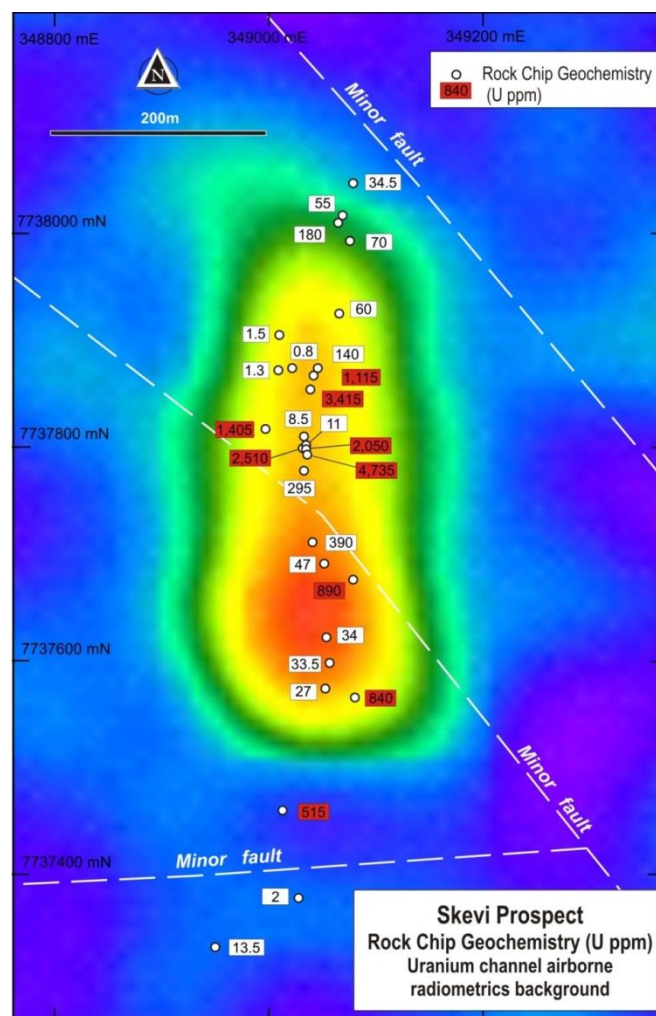 348800 mE
349000 mE
349200 mE
N
200m
Rock Chip Geochemistry
840
(U ppm)
Minor fault
34.5
55
7738000 mN
180
70
60
1.5
0.8
140
1.3
1,115
3,415
1,405
8.5
11
7737800 mN
2,050
2,510
4,735
295
390
47
890
34
7737600 mN
33.5
27
840
Minor fault
515
Minor fault
7737400 mN
2
13.5
Skevi Prospect
Rock Chip Geochemistry (U ppm)
Uranium channel airborne
radiometrics background